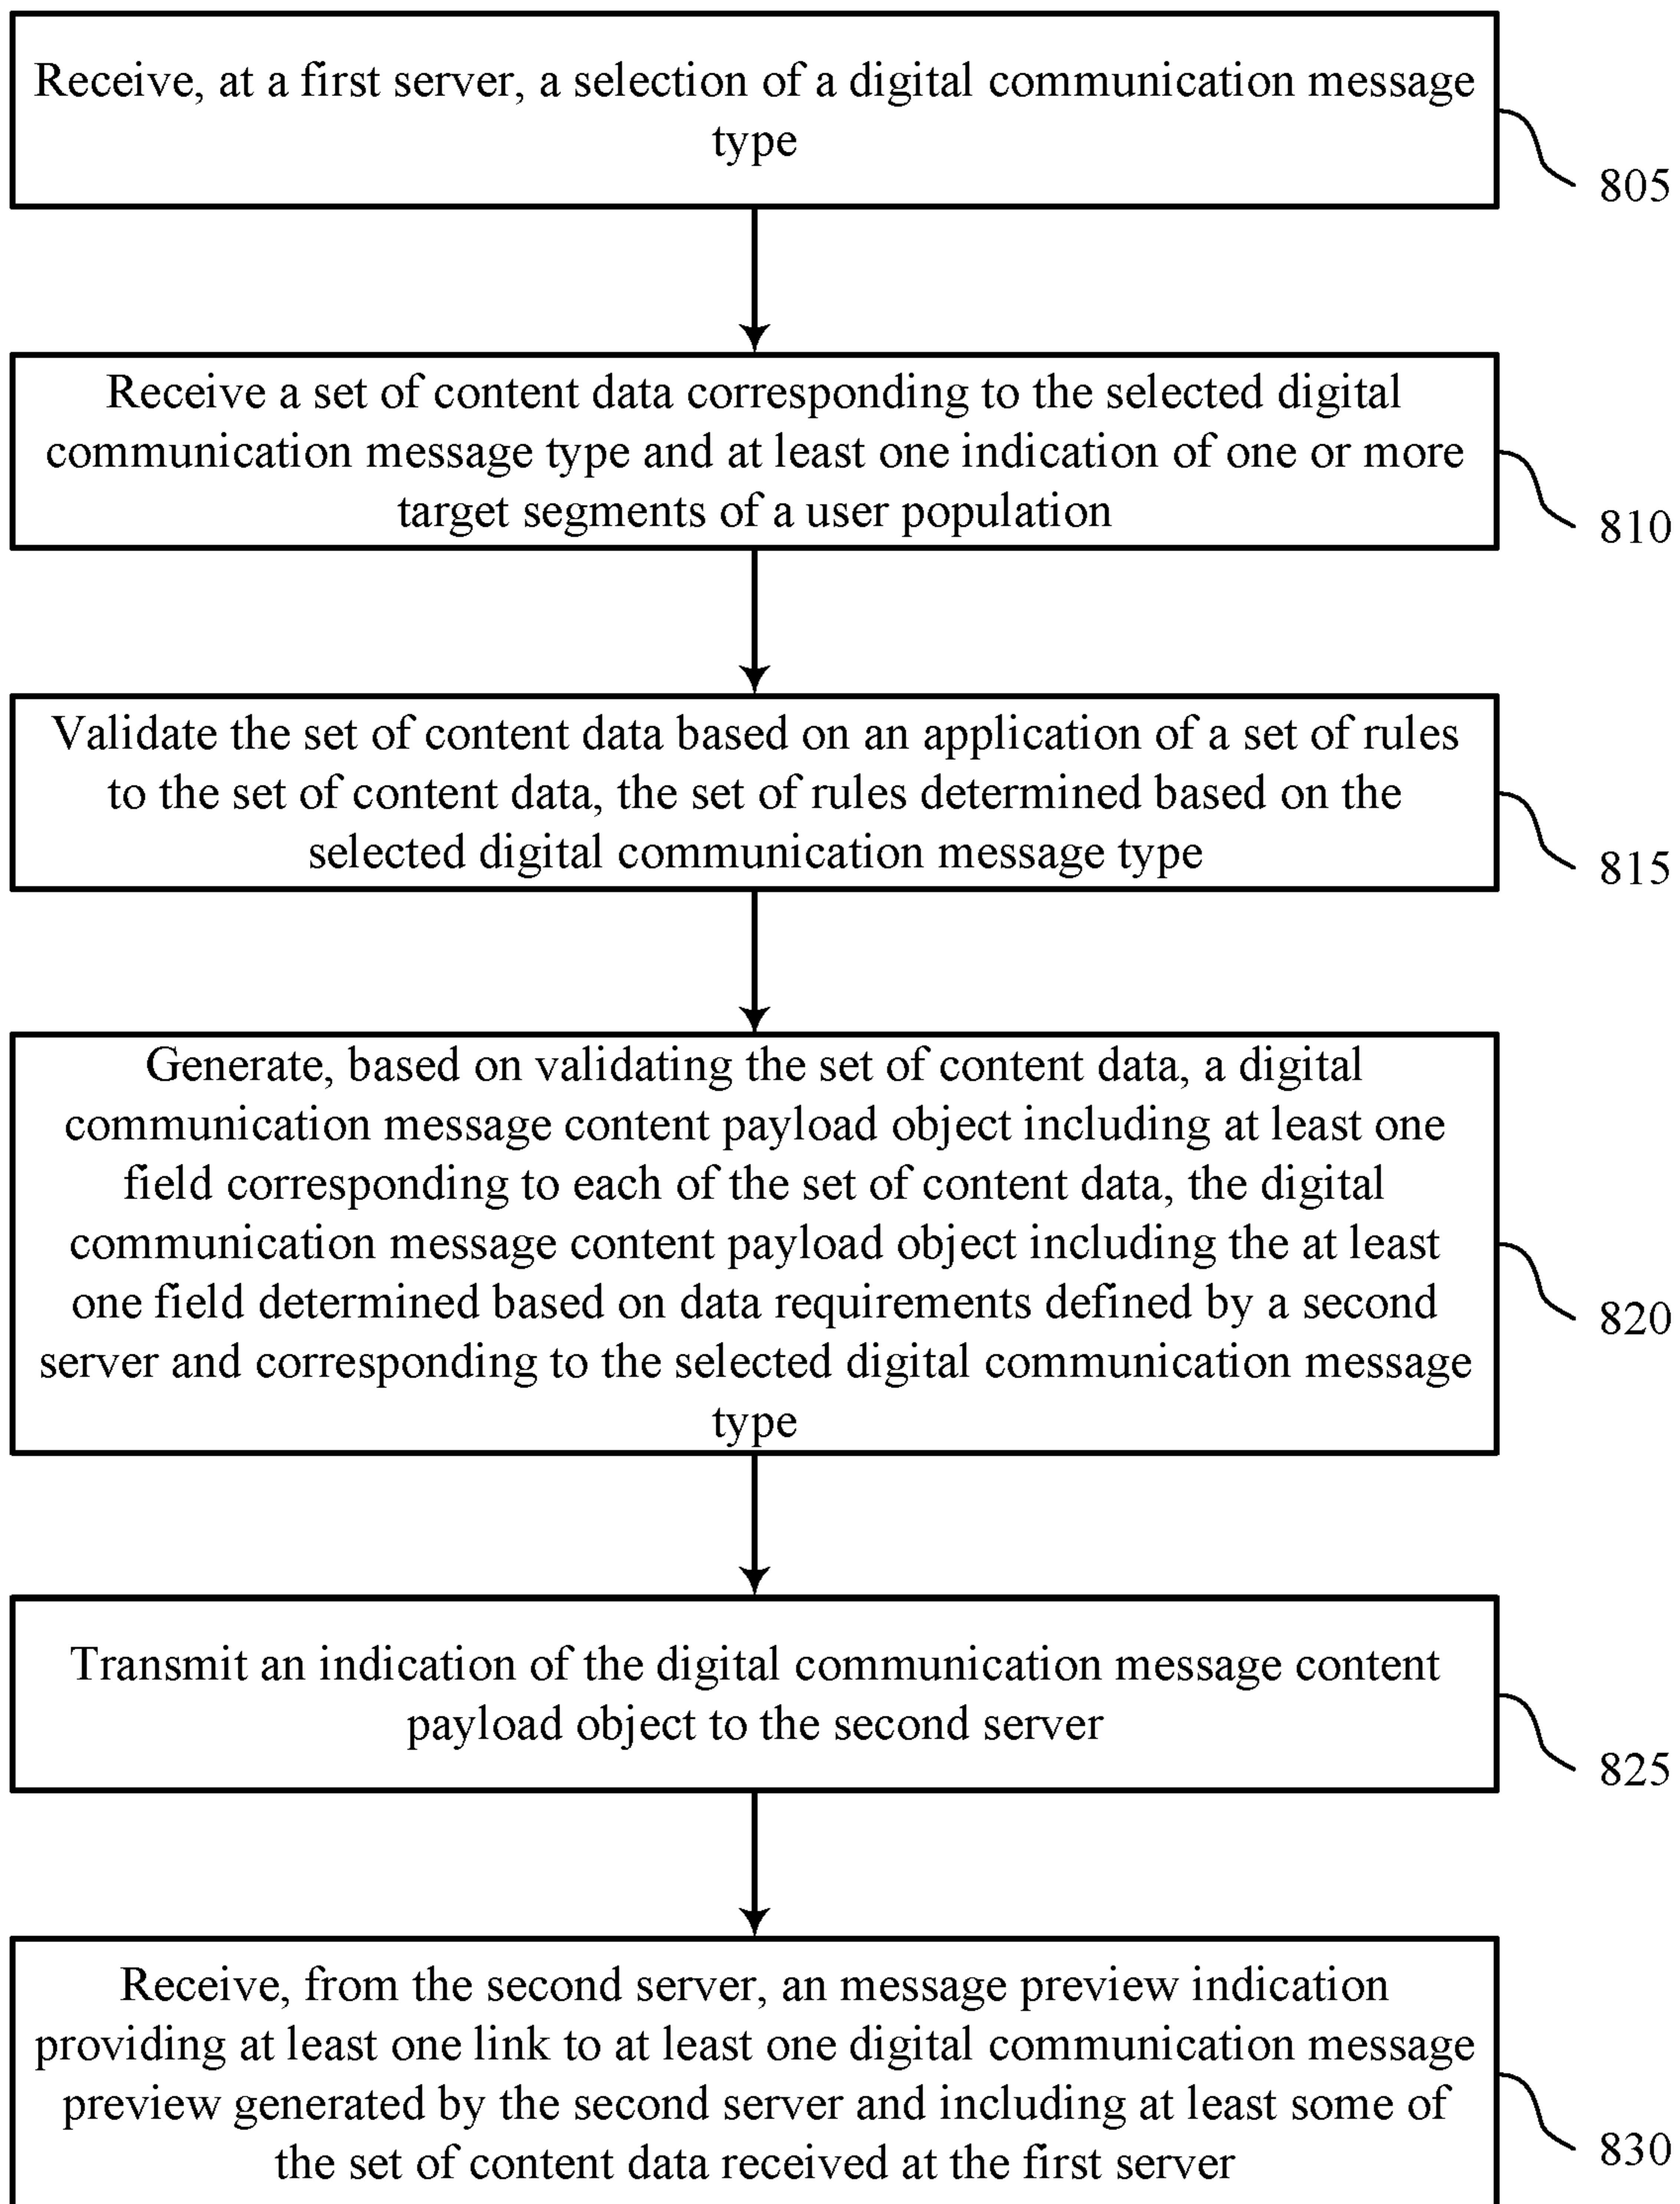 Receive, at a first server, a selection of a digital communication message
type
805
Receive a set of content data corresponding to the selected digital
communication message type and at least one indication of one or more
target segments of a user population
810
Validate the set of content data based on an application of a set of rules
to the set of content data, the set of rules determined based on the
selected digital communication message type
815
Generate, based on validating the set of content data, a digital
communication message content payload object including at least one
field corresponding to each of the set of content data, the digital
communication message content payload object including the at least
one field determined based on data requirements defined by a second
server and corresponding to the selected digital communication message
type
820
Transmit an indication of the digital communication message content
payload object to the second server
825
Receive, from the second server, an message preview indication
providing at least one link to at least one digital communication message
preview generated by the second server and including at least some of
the set of content data received at the first server
830